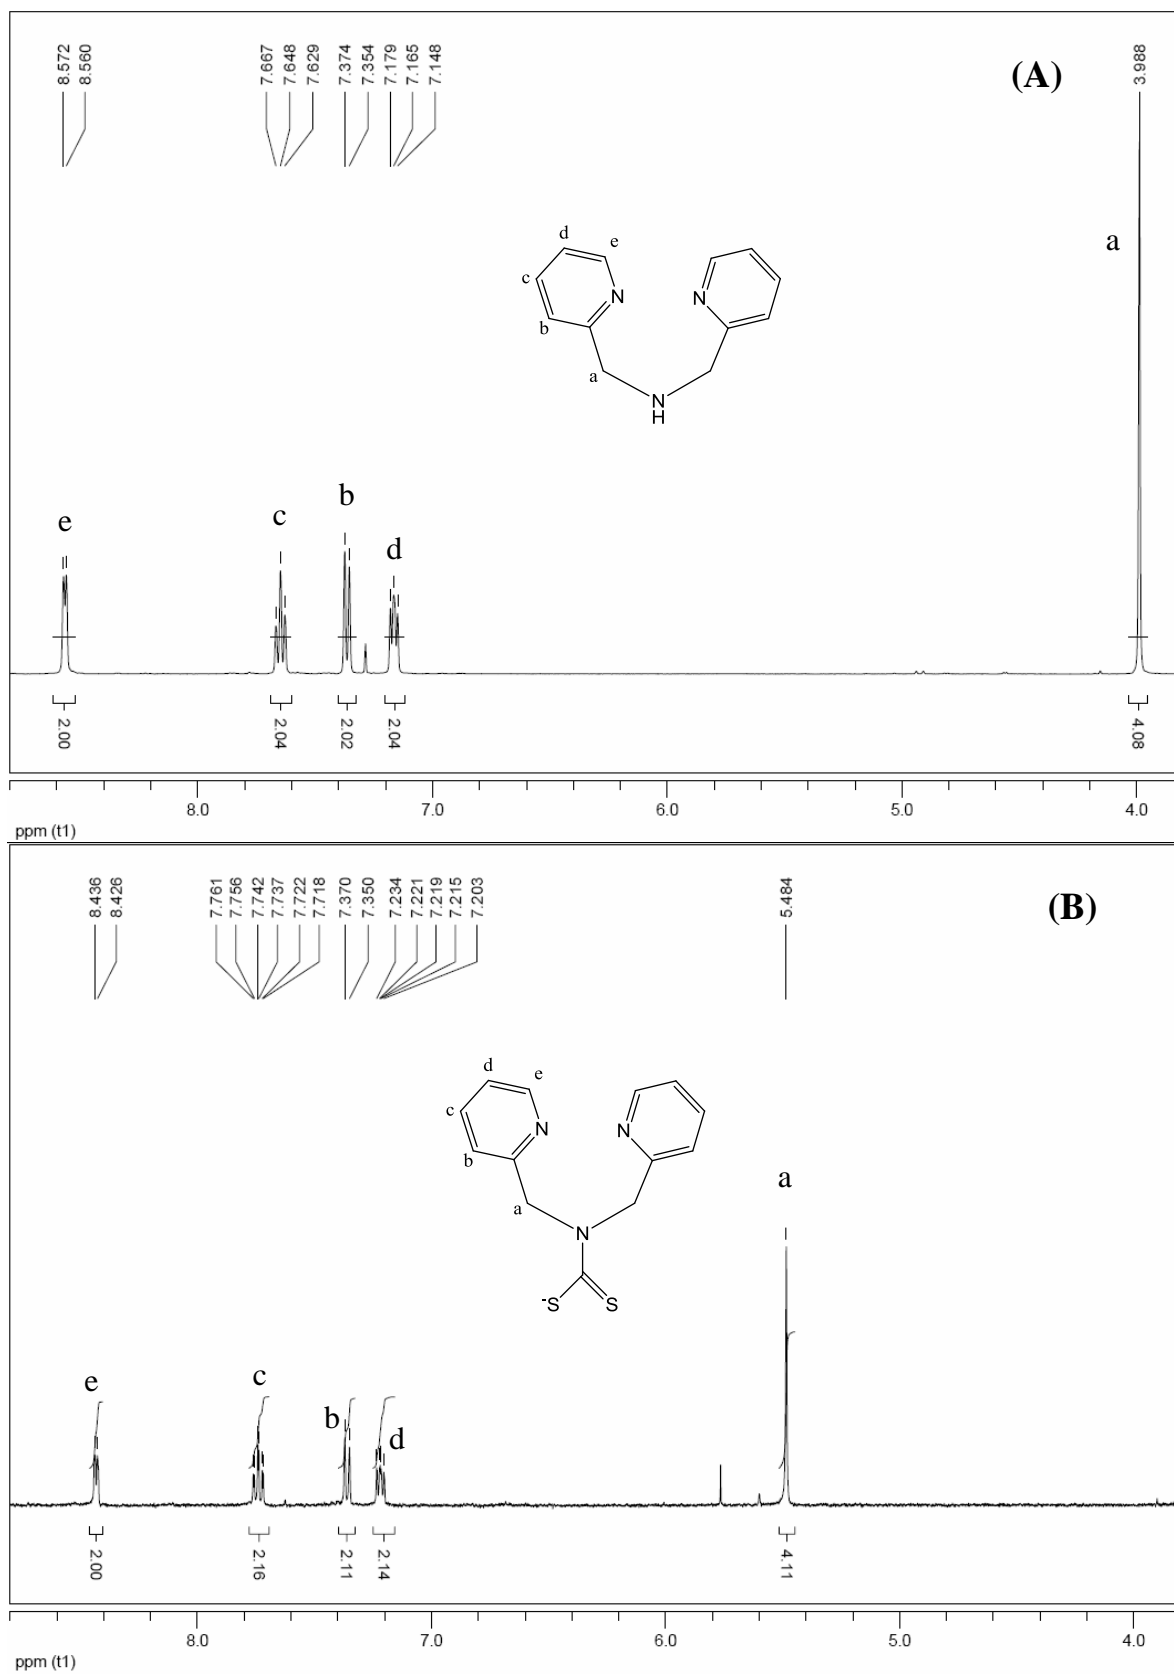 8.572
8.560
7.667
7.648
7.629
7.374
7.354
7.179
7.165
7.148
3.988
(A)
a
d
e
c
N
N
b
a
N
H
e
c
b
d
2.00
2.04
2.02
2.04
4.08
8.0
7.0
6.0
5.0
4.0
ppm (t1)
8.436
8.426
7.761
7.756
7.742
7.737
7.722
7.718
7.370
7.350
7.234
7.221
7.219
7.215
7.203
5.484
(B)
d
e
c
N
N
b
a
a
N
-S
S
e
c
b
d
2.00
2.16
2.11
2.14
4.11
8.0
7.0
6.0
5.0
4.0
ppm (t1)